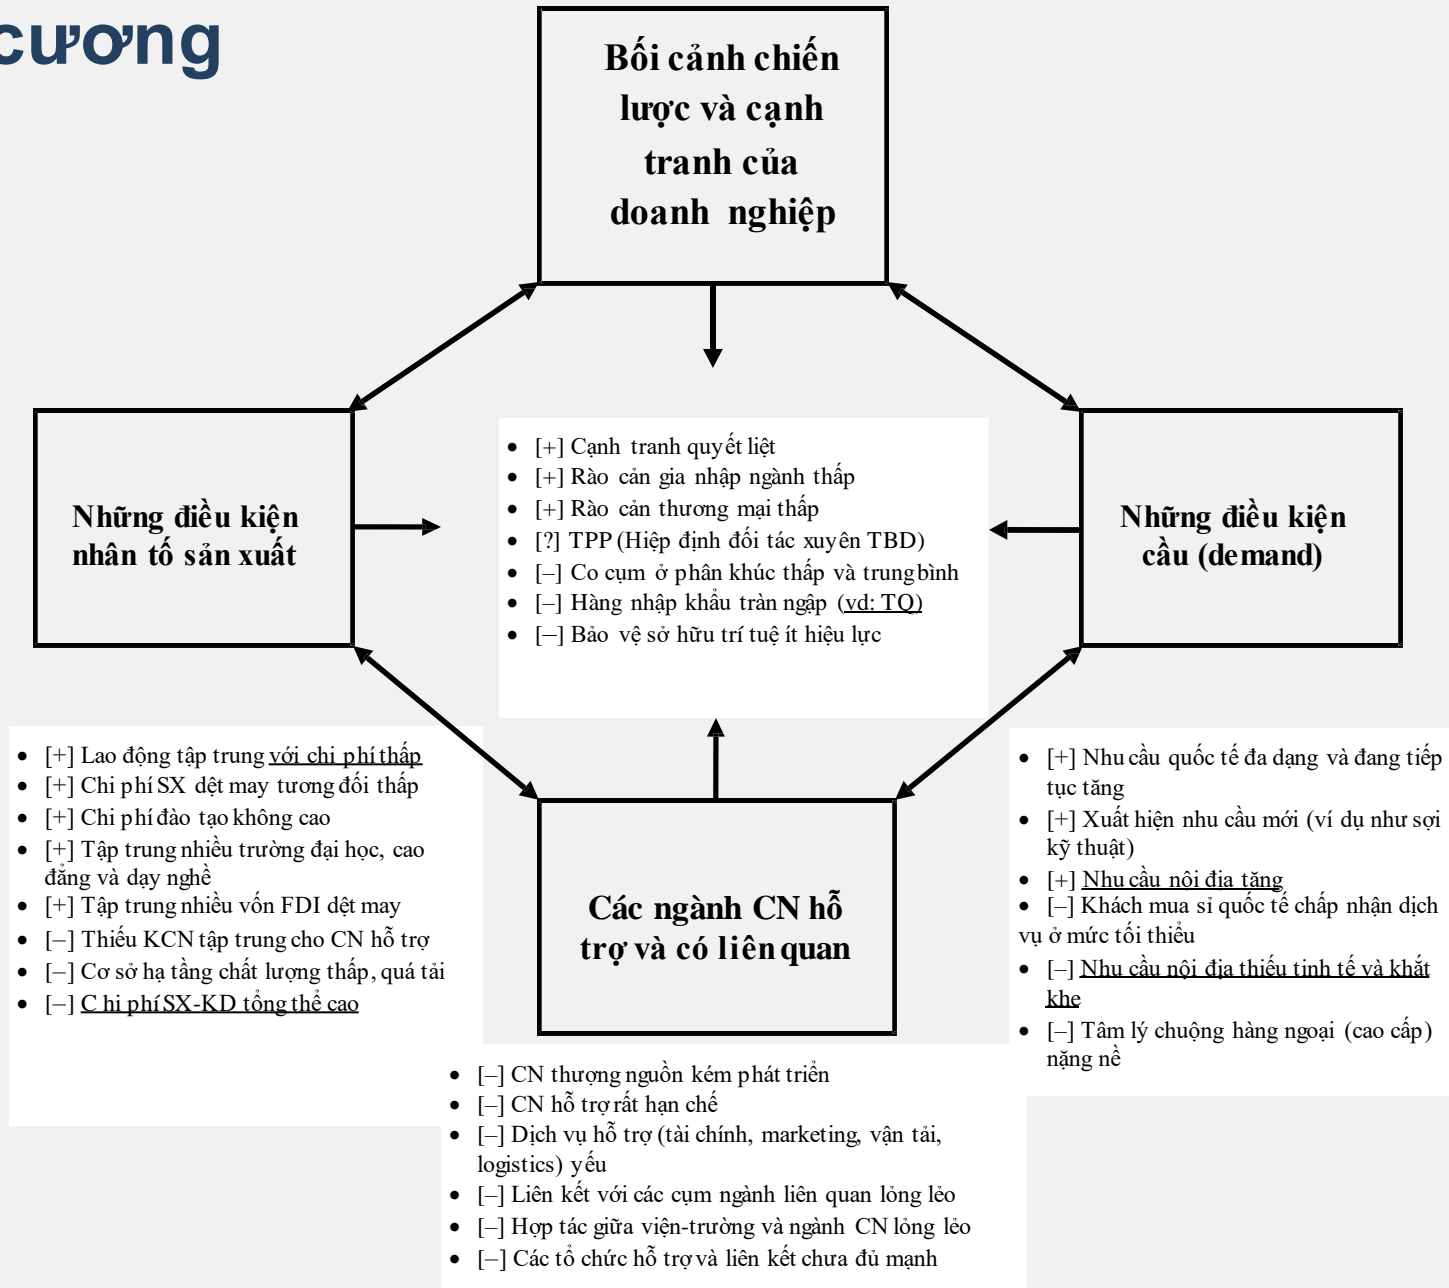 cương
Bối cảnh chiến
lược và cạnh
tranh của
doanh nghiệp
Những điều kiện
nhân tố sản xuất
• [+] Cạnh tranh quyết liệt
• [+] Rào cản gia nhập ngành thấp
• [+] Rào cản thương mại thấp
• [?] TPP (Hiệp định đối tác xuyên TBD)
• [–] Co cụm ở phân khúc thấp và trung bình
• [–] Hàng nhập khẩu tràn ngập (vd: TQ)
• [–] Bảo vệ sở hữu trí tuệ ít hiệu lực
Những điều kiện
cầu (demand)
• [+] Lao động tập trung với chi phí thấp
• [+] Chi phí SX dệt may tương đối thấp
• [+] Chi phí đào tạo không cao
• [+] Tập trung nhiều trường đại học, cao
đẳng và dạy nghề
• [+] Tập trung nhiều vốn FDI dệt may
• [–] Thiếu KCN tập trung cho CN hỗ trợ
• [–] Cơ sở hạ tầng chất lượng thấp, quá tải
• [–] Chi phí SX-KD tổng thể cao
Các ngành CN hỗ
trợ và có liên quan
• [+] Nhu cầu quốc tế đa dạng và đang tiếp
tục tăng
• [+] Xuất hiện nhu cầu mới (ví dụ như sợi
kỹ thuật)
• [+] Nhu cầu nội địa tăng
• [–] Khách mua sỉ quốc tế chấp nhận dịch
vụ ở mức tối thiểu
• [–] Nhu cầu nội địa thiếu tinh tế và khắt
khe
• [–] Tâm lý chuộng hàng ngoại (cao cấp)
nặng nề
• [–] CN thượng nguồn kém phát triển
• [–] CN hỗ trợ rất hạn chế
• [–] Dịch vụ hỗ trợ (tài chính, marketing, vận tải,
logistics) yếu
• [–] Liên kết với các cụm ngành liên quan lỏng lẻo
• [–] Hợp tác giữa viện-trường và ngành CN lỏng lẻo
• [–] Các tổ chức hỗ trợ và liên kết chưa đủ mạnh